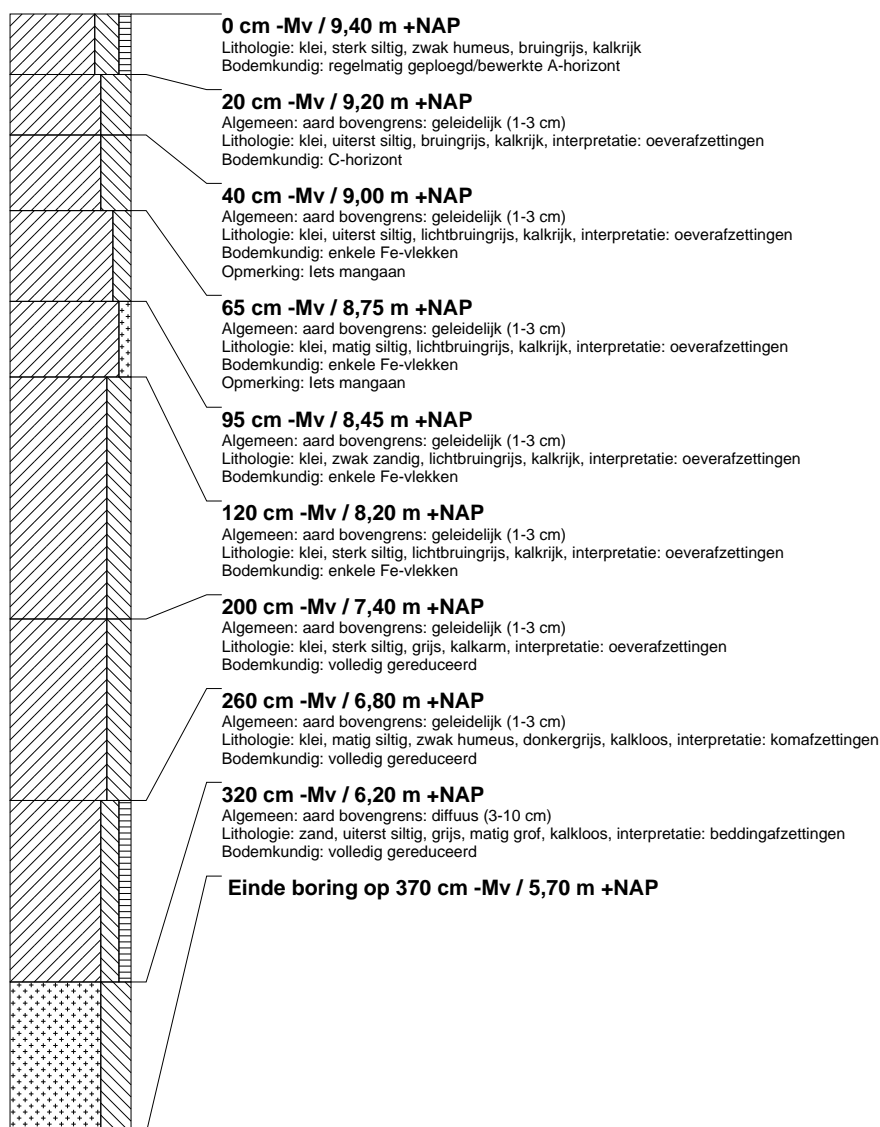 0 cm -Mv / 9,40 m +NAP
Lithologie: klei, sterk siltig, zwak humeus, bruingrijs, kalkrijk
Bodemkundig: regelmatig geploegd/bewerkte A-horizont
20 cm -Mv / 9,20 m +NAP
Algemeen: aard bovengrens: geleidelijk (1-3 cm)
Lithologie: klei, uiterst siltig, bruingrijs, kalkrijk, interpretatie: oeverafzettingen
Bodemkundig: C-horizont
40 cm -Mv / 9,00 m +NAP
Algemeen: aard bovengrens: geleidelijk (1-3 cm)
Lithologie: klei, uiterst siltig, lichtbruingrijs, kalkrijk, interpretatie: oeverafzettingen
Bodemkundig: enkele Fe-vlekken
Opmerking: Iets mangaan
65 cm -Mv / 8,75 m +NAP
Algemeen: aard bovengrens: geleidelijk (1-3 cm)
Lithologie: klei, matig siltig, lichtbruingrijs, kalkrijk, interpretatie: oeverafzettingen
Bodemkundig: enkele Fe-vlekken
Opmerking: Iets mangaan
95 cm -Mv / 8,45 m +NAP
Algemeen: aard bovengrens: geleidelijk (1-3 cm)
Lithologie: klei, zwak zandig, lichtbruingrijs, kalkrijk, interpretatie: oeverafzettingen
Bodemkundig: enkele Fe-vlekken
120 cm -Mv / 8,20 m +NAP
Algemeen: aard bovengrens: geleidelijk (1-3 cm)
Lithologie: klei, sterk siltig, lichtbruingrijs, kalkrijk, interpretatie: oeverafzettingen
Bodemkundig: enkele Fe-vlekken
200 cm -Mv / 7,40 m +NAP
Algemeen: aard bovengrens: geleidelijk (1-3 cm)
Lithologie: klei, sterk siltig, grijs, kalkarm, interpretatie: oeverafzettingen
Bodemkundig: volledig gereduceerd
260 cm -Mv / 6,80 m +NAP
Algemeen: aard bovengrens: geleidelijk (1-3 cm)
Lithologie: klei, matig siltig, zwak humeus, donkergrijs, kalkloos, interpretatie: komafzettingen
Bodemkundig: volledig gereduceerd
320 cm -Mv / 6,20 m +NAP
Algemeen: aard bovengrens: diffuus (3-10 cm)
Lithologie: zand, uiterst siltig, grijs, matig grof, kalkloos, interpretatie: beddingafzettingen
Bodemkundig: volledig gereduceerd
Einde boring op 370 cm -Mv / 5,70 m +NAP